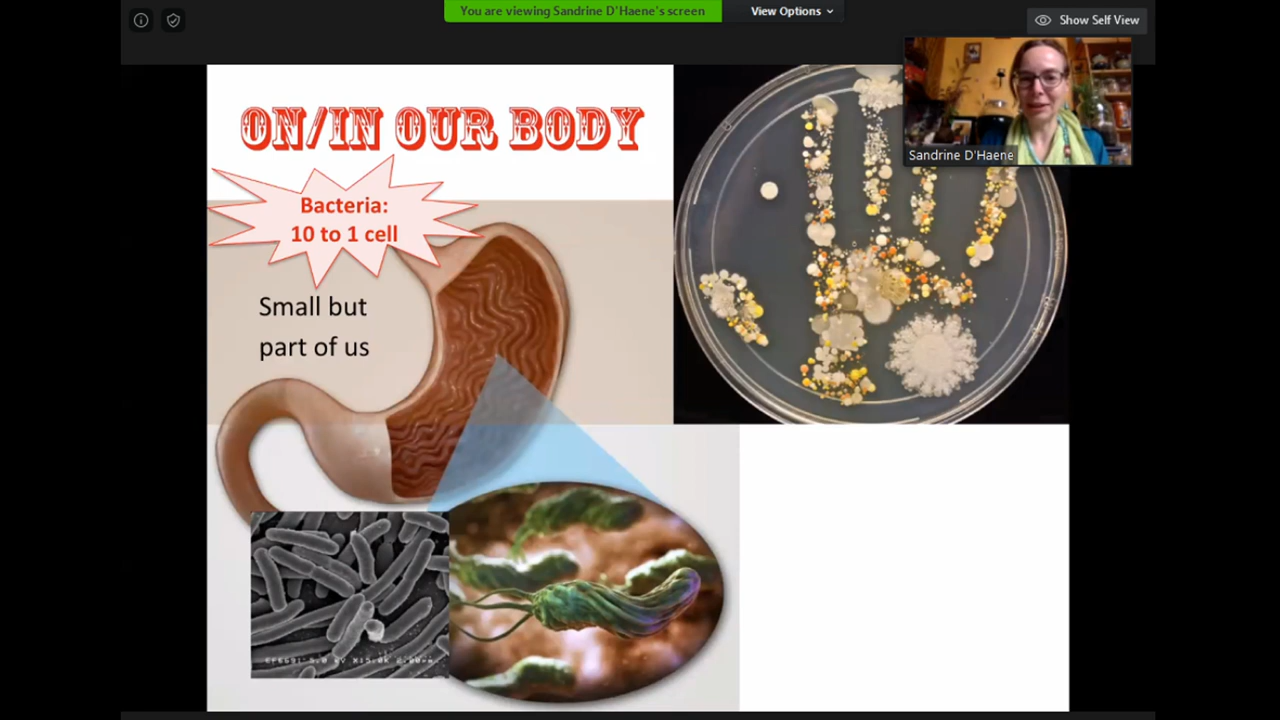 You are viewing Sandrine D'Haene's screen
View Options
Show Self View
ON/IN OUR BODY
Sandrine D'Haene
Bacteria:
10 to 1 cell
Small but
part of us